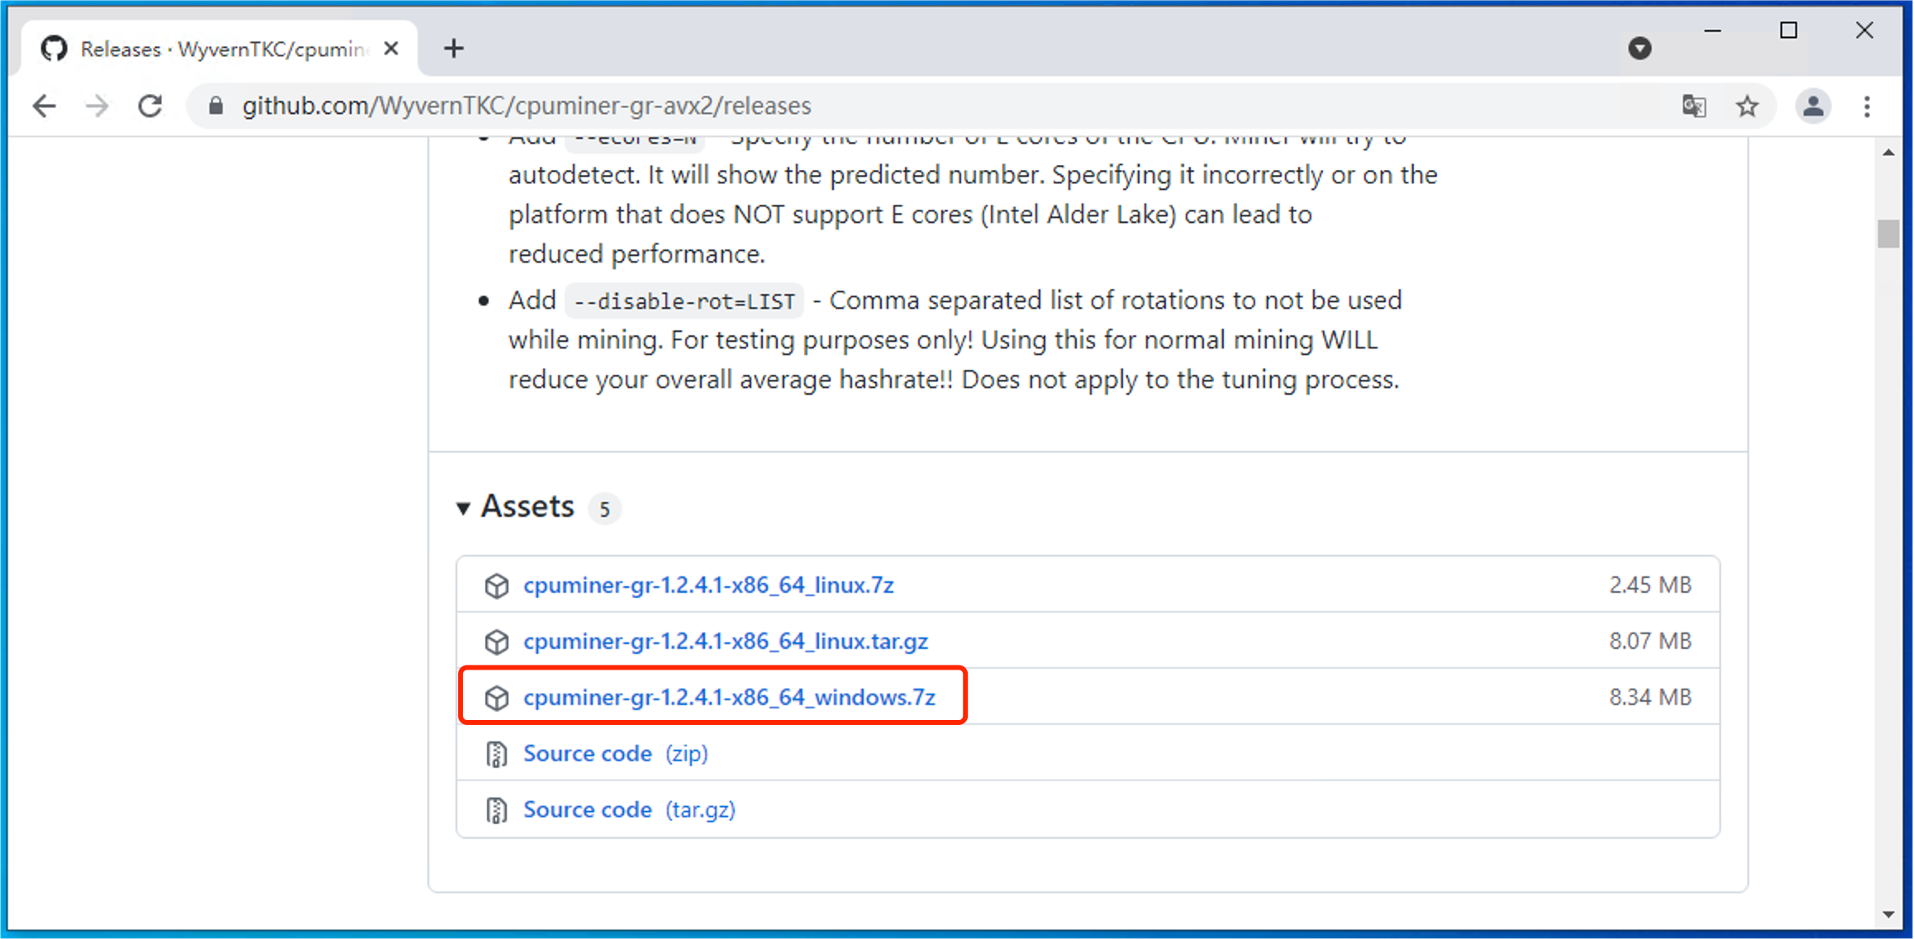 Releases · WyvernTKC/cpumin
github.com/WyvernTKC/cpuminer-gr-avx2/releases
Add --ecores=N - Specify the number of E cores of the CPU. Miner will try to
autodetect. It will show the predicted number. Specifying it incorrectly or on the
platform that does NOT support E cores (Intel Alder Lake) can lead to
reduced performance.
Add --disable-rot=LIST - Comma separated list of rotations to not be used
while mining. For testing purposes only! Using this for normal mining WILL
reduce your overall average hashrate!! Does not apply to the tuning process.
Assets 5
cpuminer-gr-1.2.4.1-x86_64_linux.7z 2.45 MB
cpuminer-gr-1.2.4.1-x86_64_linux.tar.gz 8.07 MB
cpuminer-gr-1.2.4.1-x86_64_windows.7z 8.34 MB
Source code (zip)
Source code (tar.gz)